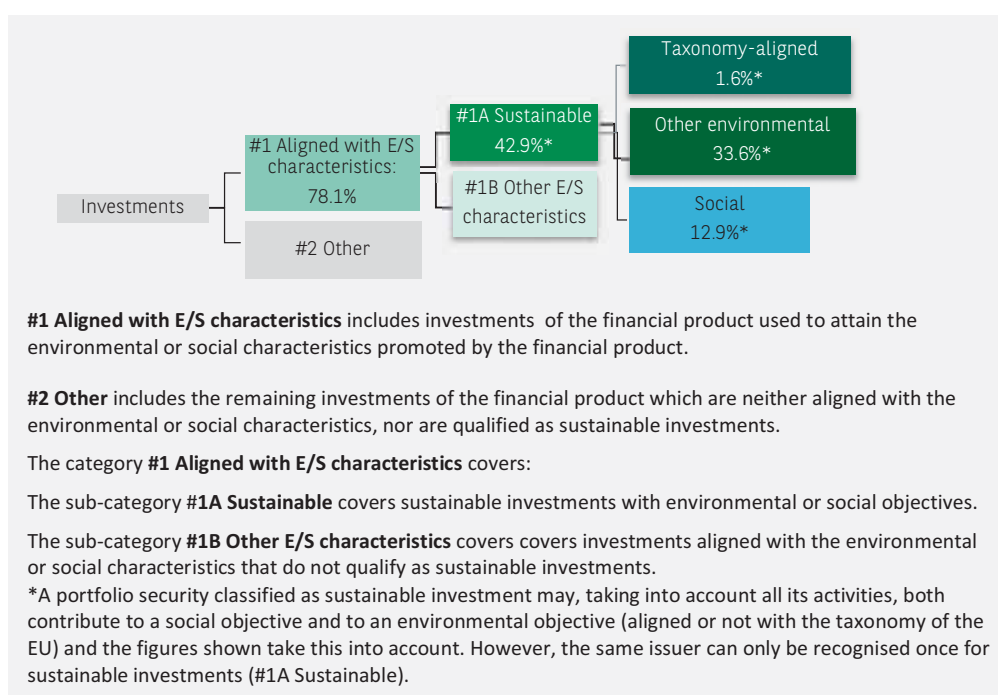 Taxonomy-aligned
1.6%*
#1A Sustainable
42.9%*
Other environmental
33.6%*
#1 Aligned with E/S
characteristics:
78.1%
#1B Other E/S
characteristics
Investments
Social
12.9%*
#2 Other
#1 Aligned with E/S characteristics includes investments of the financial product used to attain the
environmental or social characteristics promoted by the financial product.
#2 Other includes the remaining investments of the financial product which are neither aligned with the
environmental or social characteristics, nor are qualified as sustainable investments.
The category #1 Aligned with E/S characteristics covers:
The sub-category #1A Sustainable covers sustainable investments with environmental or social objectives.
The sub-category #1B Other E/S characteristics covers covers investments aligned with the environmental
or social characteristics that do not qualify as sustainable investments.
*A portfolio security classified as sustainable investment may, taking into account all its activities, both
contribute to a social objective and to an environmental objective (aligned or not with the taxonomy of the
EU) and the figures shown take this into account. However, the same issuer can only be recognised once for
sustainable investments (#1A Sustainable).